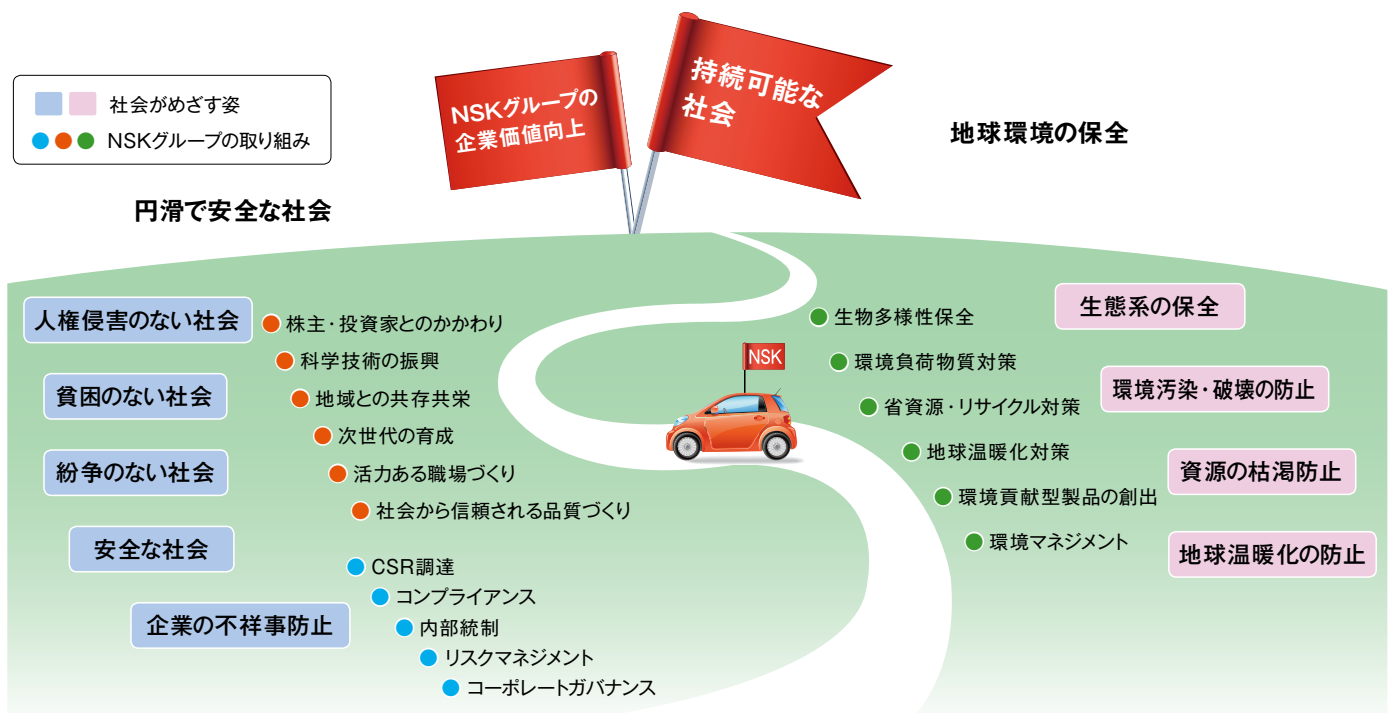 社会がめざす姿
NSKグループの取り組み
NSKグループの
企業価値向上
持続可能な
社会
地球環境の保全
円滑で安全な社会
人権侵害のない社会
貧困のない社会
紛争のない社会
安全な社会
企業の不祥事防止
株主・投資家とのかかわり
科学技術の振興
地域との共存共栄
次世代の育成
活力ある職場づくり
社会から信頼される品質づくり
CSR調達
コンプライアンス
内部統制
リスクマネジメント
コーポレートガバナンス
NSK
生物多様性保全
環境負荷物質対策
省資源・リサイクル対策
地球温暖化対策
環境貢献型製品の創出
環境マネジメント
生態系の保全
環境汚染・破壊の防止
資源の枯渇防止
地球温暖化の防止